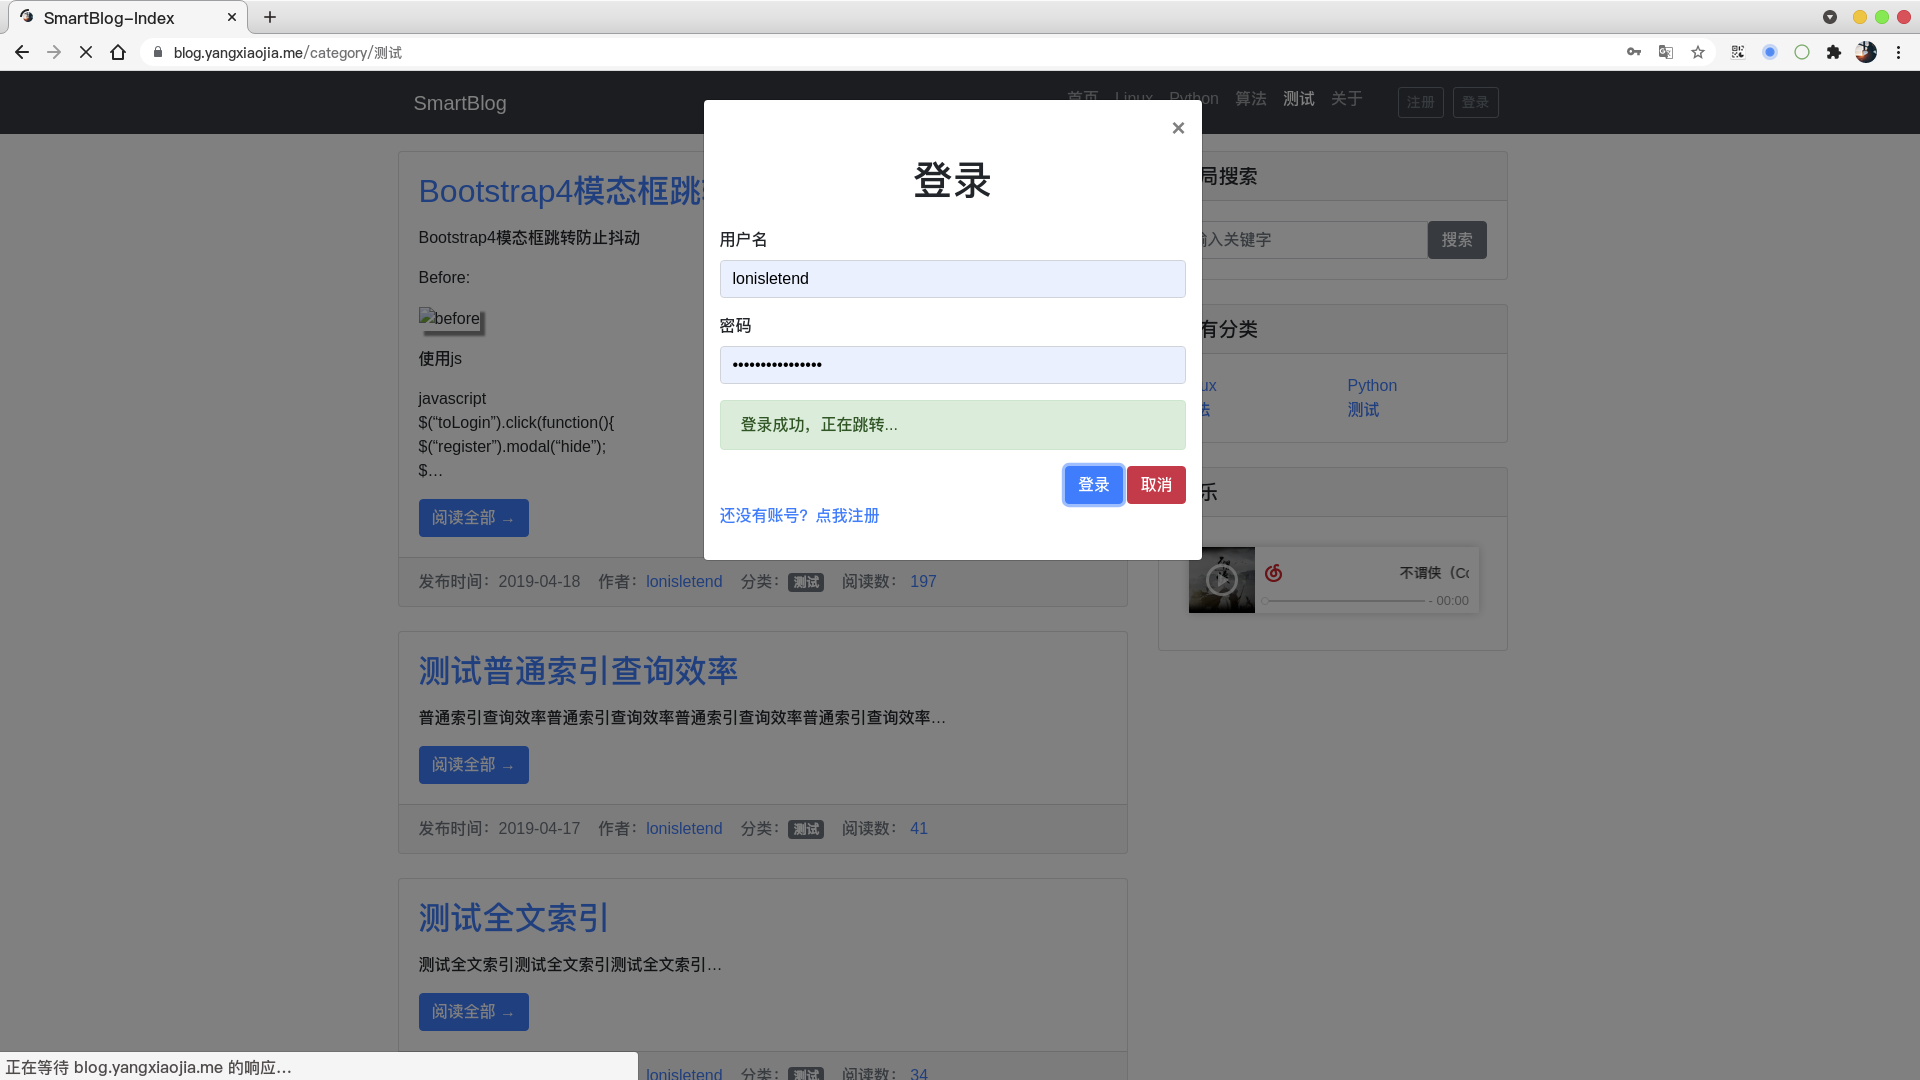 SmartBlog-Index
blog.yangxiaojia.me/category/测试
SmartBlog
首页 Linux Python 算法 测试 关于 注册 登录
×
登录
用户名
lonisletend
密码
••••••••••••••••
登录成功，正在跳转...
登录 取消
还没有账号？点我注册
Bootstrap4模态框跳
Bootstrap4模态框跳转防止抖动
Before:
before
使用js
javascript
$(“toLogin”).click(function(){
$(“register”).modal(“hide”);
$…
阅读全部 →
发布时间：2019-04-18 作者：lonisletend 分类：测试 阅读数： 197
测试普通索引查询效率
普通索引查询效率普通索引查询效率普通索引查询效率普通索引查询效率…
阅读全部 →
发布时间：2019-04-17 作者：lonisletend 分类：测试 阅读数： 41
测试全文索引
测试全文索引测试全文索引测试全文索引…
阅读全部 →
lonisletend 分类：测试 阅读数： 34
局搜索
入关键字 搜索
有分类
ux Python
法 测试
乐
不谓侠（Co
- 00:00
正在等待 blog.yangxiaojia.me 的响应…